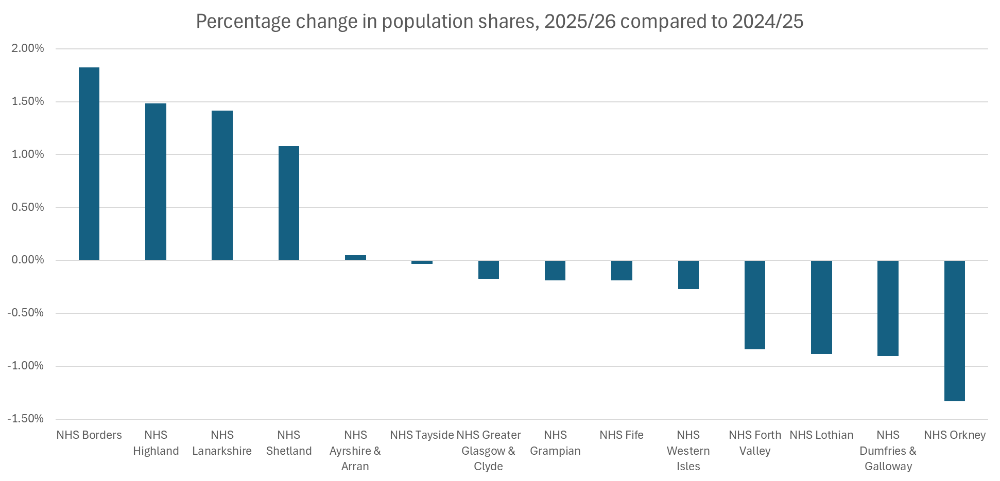 Percentage change in population shares, 2025/26 compared to 2024/25
2.00%
1.50%
1.00%
0.50%
0.00%
-0.50%
-1.00%
-1.50%
NHS Borders
NHS
Highland
NHS
Lanarkshire
NHS
Shetland
NHS
Ayrshire &
Arran
NHS Tayside
NHS Greater
Glasgow &
Clyde
NHS
Grampian
NHS Fife
NHS
Western
Isles
NHS Forth
Valley
NHS Lothian
NHS
Dumfries &
Galloway
NHS Orkney